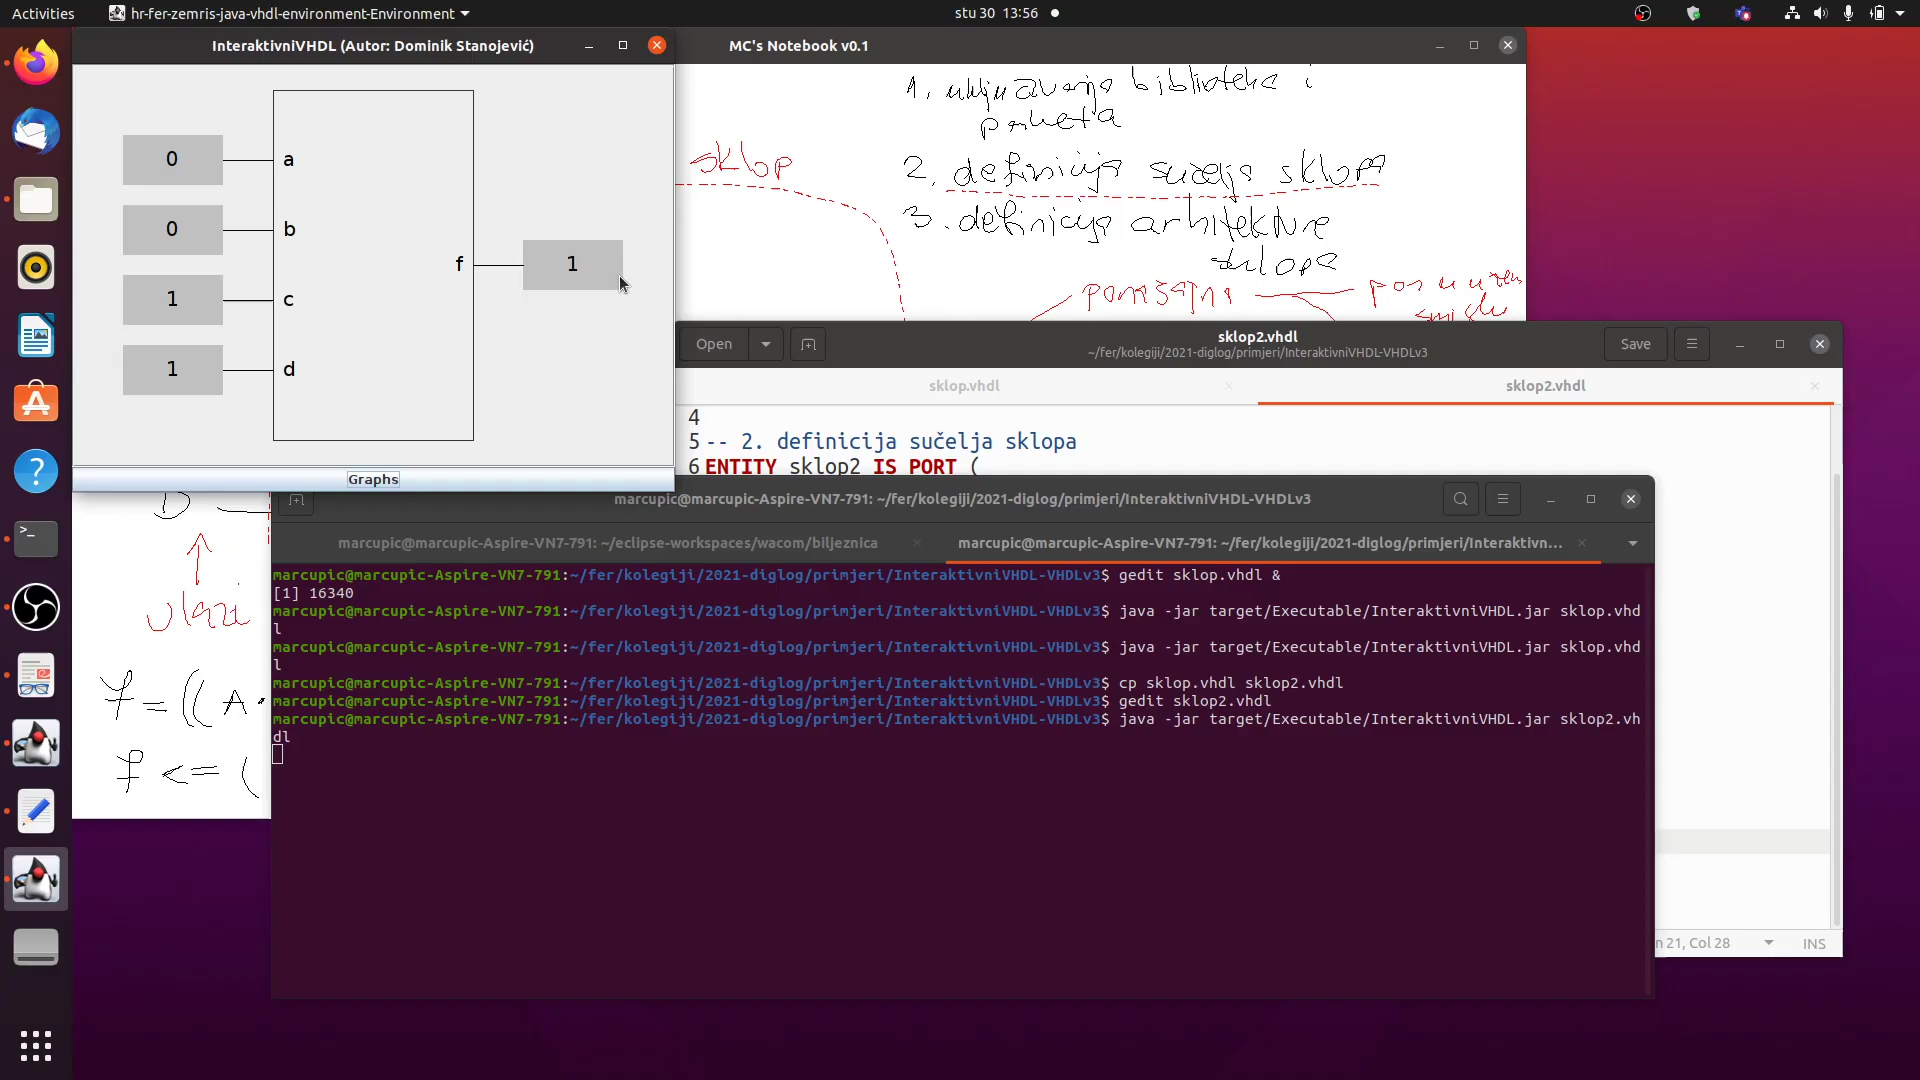 Activities
hr-fer-zemris-java-vhdl-environment-Environment
stu 30 13:56
InteraktivniVHDL (Autor: Dominik Stanojević)
0 a
0 b
1 c
1 d
f 1
Graphs
MC's Notebook v0.1
1. uključivanje biblioteka i
paketa
2. definicija sučelja sklopa
3. definicija arhitekture
sklopa
sklop
ponašajni
Open
sklop2.vhdl
~/fer/kolegiji/2021-diglog/primjeri/InteraktivniVHDL-VHDLv3
Save
sklop.vhdl
sklop2.vhdl
4
5 -- 2. definicija sučelja sklopa
6 ENTITY sklop2 IS PORT (
marcupic@marcupic-Aspire-VN7-791: ~/fer/kolegiji/2021-diglog/primjeri/InteraktivniVHDL-VHDLv3
marcupic@marcupic-Aspire-VN7-791: ~/eclipse-workspaces/wacom/biljeznica
marcupic@marcupic-Aspire-VN7-791: ~/fer/kolegiji/2021-diglog/primjeri/Interaktivn...
marcupic@marcupic-Aspire-VN7-791:~/fer/kolegiji/2021-diglog/primjeri/InteraktivniVHDL-VHDLv3$ gedit sklop.vhdl &
[1] 16340
marcupic@marcupic-Aspire-VN7-791:~/fer/kolegiji/2021-diglog/primjeri/InteraktivniVHDL-VHDLv3$ java -jar target/Executable/InteraktivniVHDL.jar sklop.vhd
l
marcupic@marcupic-Aspire-VN7-791:~/fer/kolegiji/2021-diglog/primjeri/InteraktivniVHDL-VHDLv3$ java -jar target/Executable/InteraktivniVHDL.jar sklop.vhd
l
marcupic@marcupic-Aspire-VN7-791:~/fer/kolegiji/2021-diglog/primjeri/InteraktivniVHDL-VHDLv3$ cp sklop.vhdl sklop2.vhdl
marcupic@marcupic-Aspire-VN7-791:~/fer/kolegiji/2021-diglog/primjeri/InteraktivniVHDL-VHDLv3$ gedit sklop2.vhdl
marcupic@marcupic-Aspire-VN7-791:~/fer/kolegiji/2021-diglog/primjeri/InteraktivniVHDL-VHDLv3$ java -jar target/Executable/InteraktivniVHDL.jar sklop2.vh
dl
n 21, Col 28
INS
D
ulazi
f = ((A·
f <= (